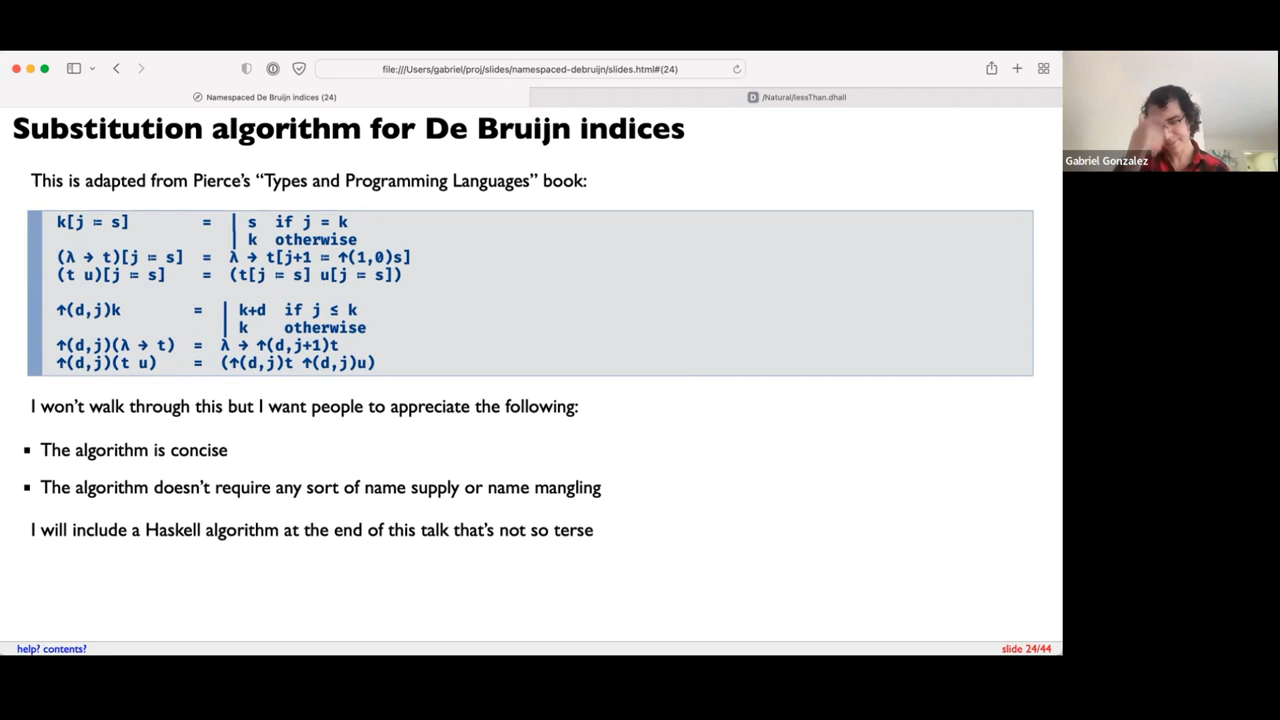 file:///Users/gabriel/proj/slides/namespaced-debruijn/slides.html#(24)
Namespaced De Bruijn indices (24)
D /Natural/lessThan.dhall
Substitution algorithm for De Bruijn indices
This is adapted from Pierce's “Types and Programming Languages” book:
k[j ≔ s] = | s if j = k
| k otherwise
(λ → t)[j ≔ s] = λ → t[j+1 ≔ ↑(1,0)s]
(t u)[j ≔ s] = (t[j ≔ s] u[j ≔ s])
↑(d,j)k = | k+d if j ≤ k
| k otherwise
↑(d,j)(λ → t) = λ → ↑(d,j+1)t
↑(d,j)(t u) = (↑(d,j)t ↑(d,j)u)
I won't walk through this but I want people to appreciate the following:
▪ The algorithm is concise
▪ The algorithm doesn't require any sort of name supply or name mangling
I will include a Haskell algorithm at the end of this talk that's not so terse
help? contents?
slide 24/44
Gabriel Gonzalez